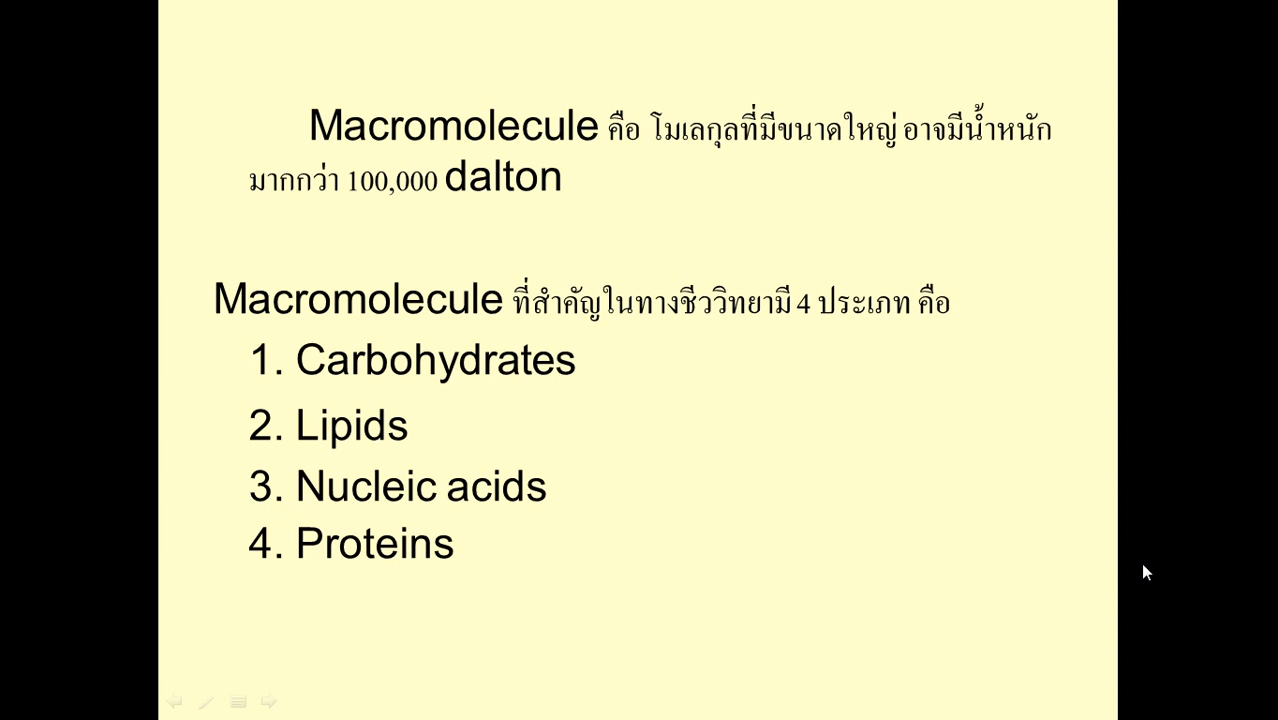 Macromolecule คือ โมเลกุลที่มีขนาดใหญ่ อาจมีน้ำหนัก
มากกว่า 100,000 dalton
Macromolecule ที่สำคัญในทางชีววิทยามี 4 ประเภท คือ
1. Carbohydrates
2. Lipids
3. Nucleic acids
4. Proteins